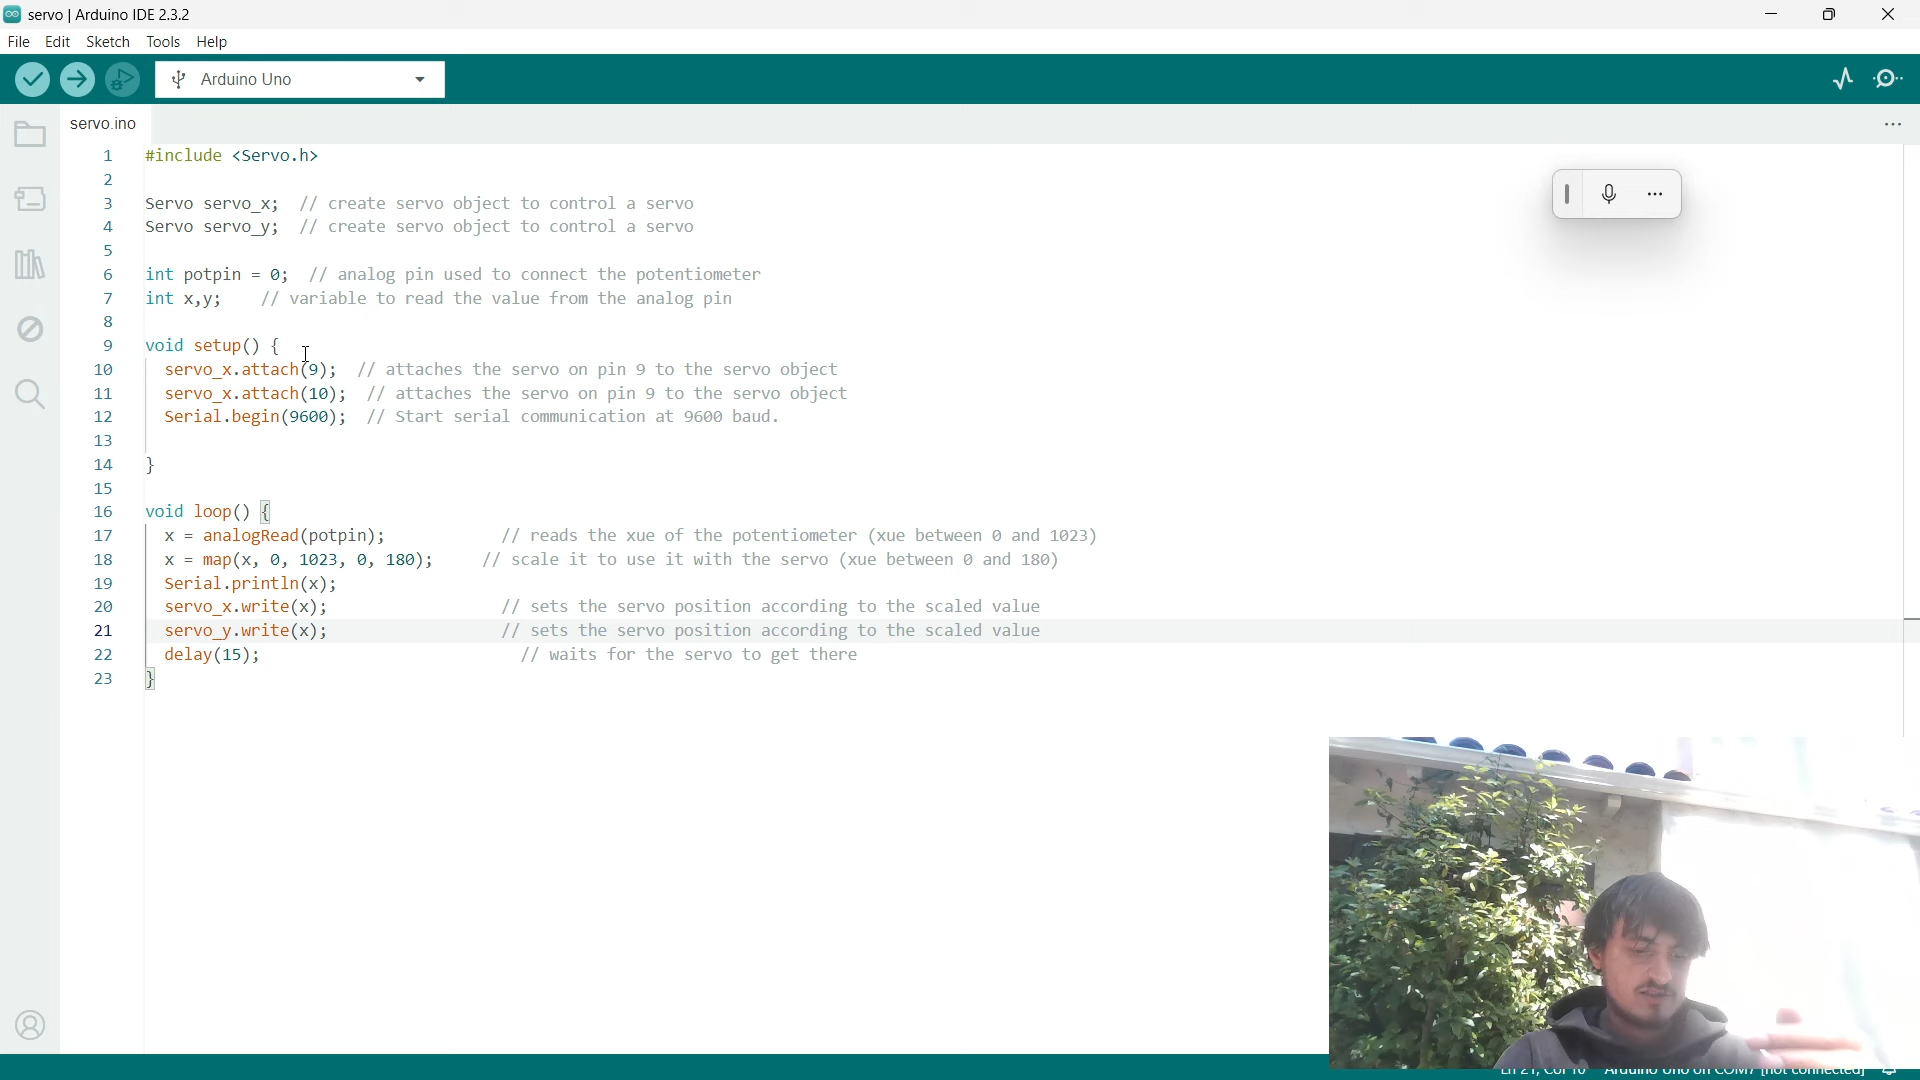 servo | Arduino IDE 2.3.2
File Edit Sketch Tools Help
Arduino Uno
servo.ino
1 #include <Servo.h>
2
3 Servo servo_x; // create servo object to control a servo
4 Servo servo_y; // create servo object to control a servo
5
6 int potpin = 0; // analog pin used to connect the potentiometer
7 int x,y; // variable to read the value from the analog pin
8
9 void setup() {
10 servo_x.attach(9); // attaches the servo on pin 9 to the servo object
11 servo_x.attach(10); // attaches the servo on pin 9 to the servo object
12 Serial.begin(9600); // Start serial communication at 9600 baud.
13
14 }
15
16 void loop() {
17 x = analogRead(potpin); // reads the xue of the potentiometer (xue between 0 and 1023)
18 x = map(x, 0, 1023, 0, 180); // scale it to use it with the servo (xue between 0 and 180)
19 Serial.println(x);
20 servo_x.write(x); // sets the servo position according to the scaled value
21 servo_y.write(x); // sets the servo position according to the scaled value
22 delay(15); // waits for the servo to get there
23 }
Ln 21, Col 10 Arduino Uno on COM7 [not connected]